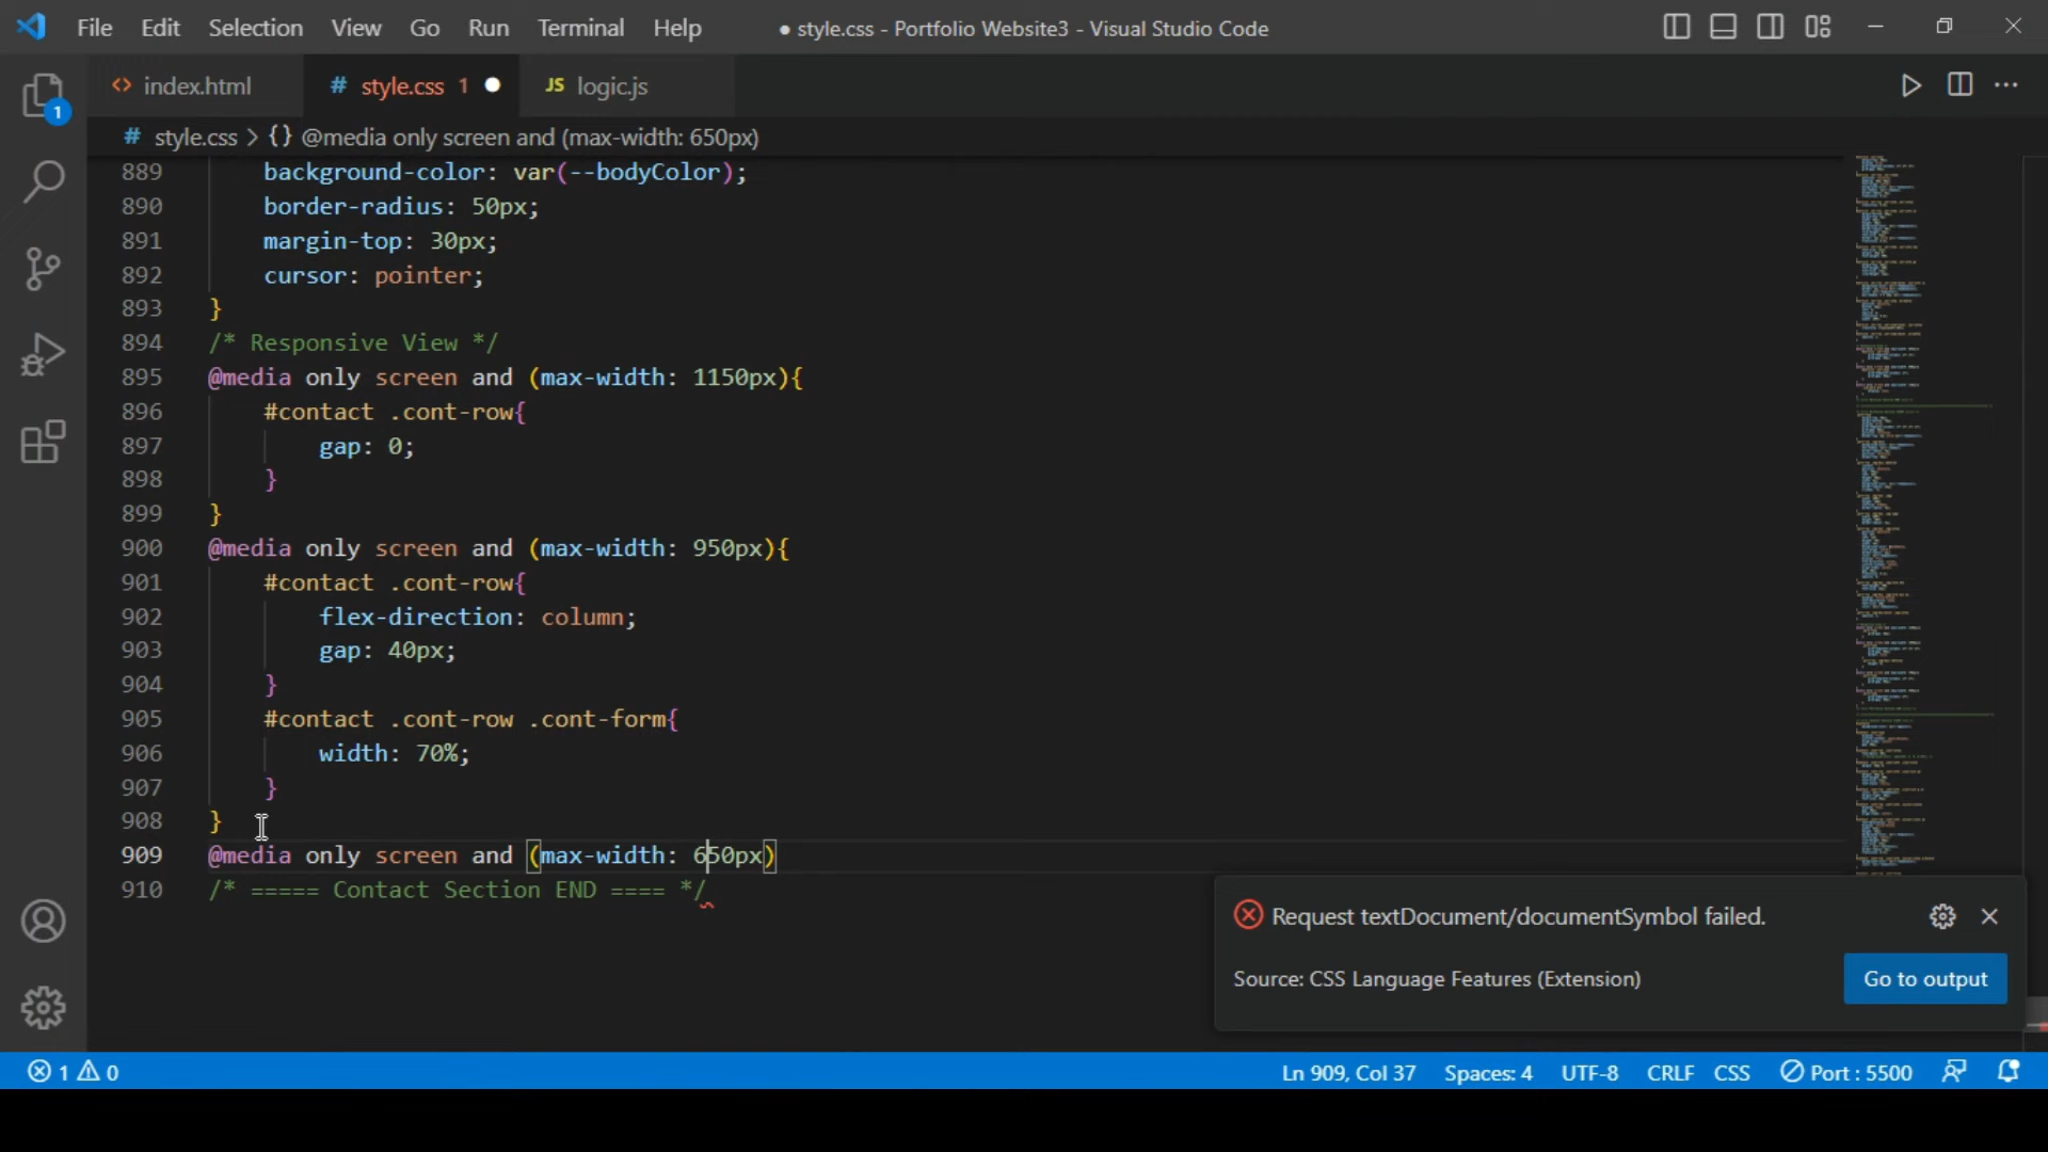 File Edit Selection View Go Run Terminal Help ● style.css - Portfolio Website3 - Visual Studio Code
<> index.html # style.css 1 ● JS logic.js
# style.css > {} @media only screen and (max-width: 650px)
1
889 background-color: var(--bodyColor);
890 border-radius: 50px;
891 margin-top: 30px;
892 cursor: pointer;
893 }
894 /* Responsive View */
895 @media only screen and (max-width: 1150px){
896 #contact .cont-row{
897 gap: 0;
898 }
899 }
900 @media only screen and (max-width: 950px){
901 #contact .cont-row{
902 flex-direction: column;
903 gap: 40px;
904 }
905 #contact .cont-row .cont-form{
906 width: 70%;
907 }
908 }
909 @media only screen and (max-width: 650px)
910 /* ===== Contact Section END ==== */
Request textDocument/documentSymbol failed.
Source: CSS Language Features (Extension) Go to output
1 0 Ln 909, Col 37 Spaces: 4 UTF-8 CRLF CSS Port : 5500